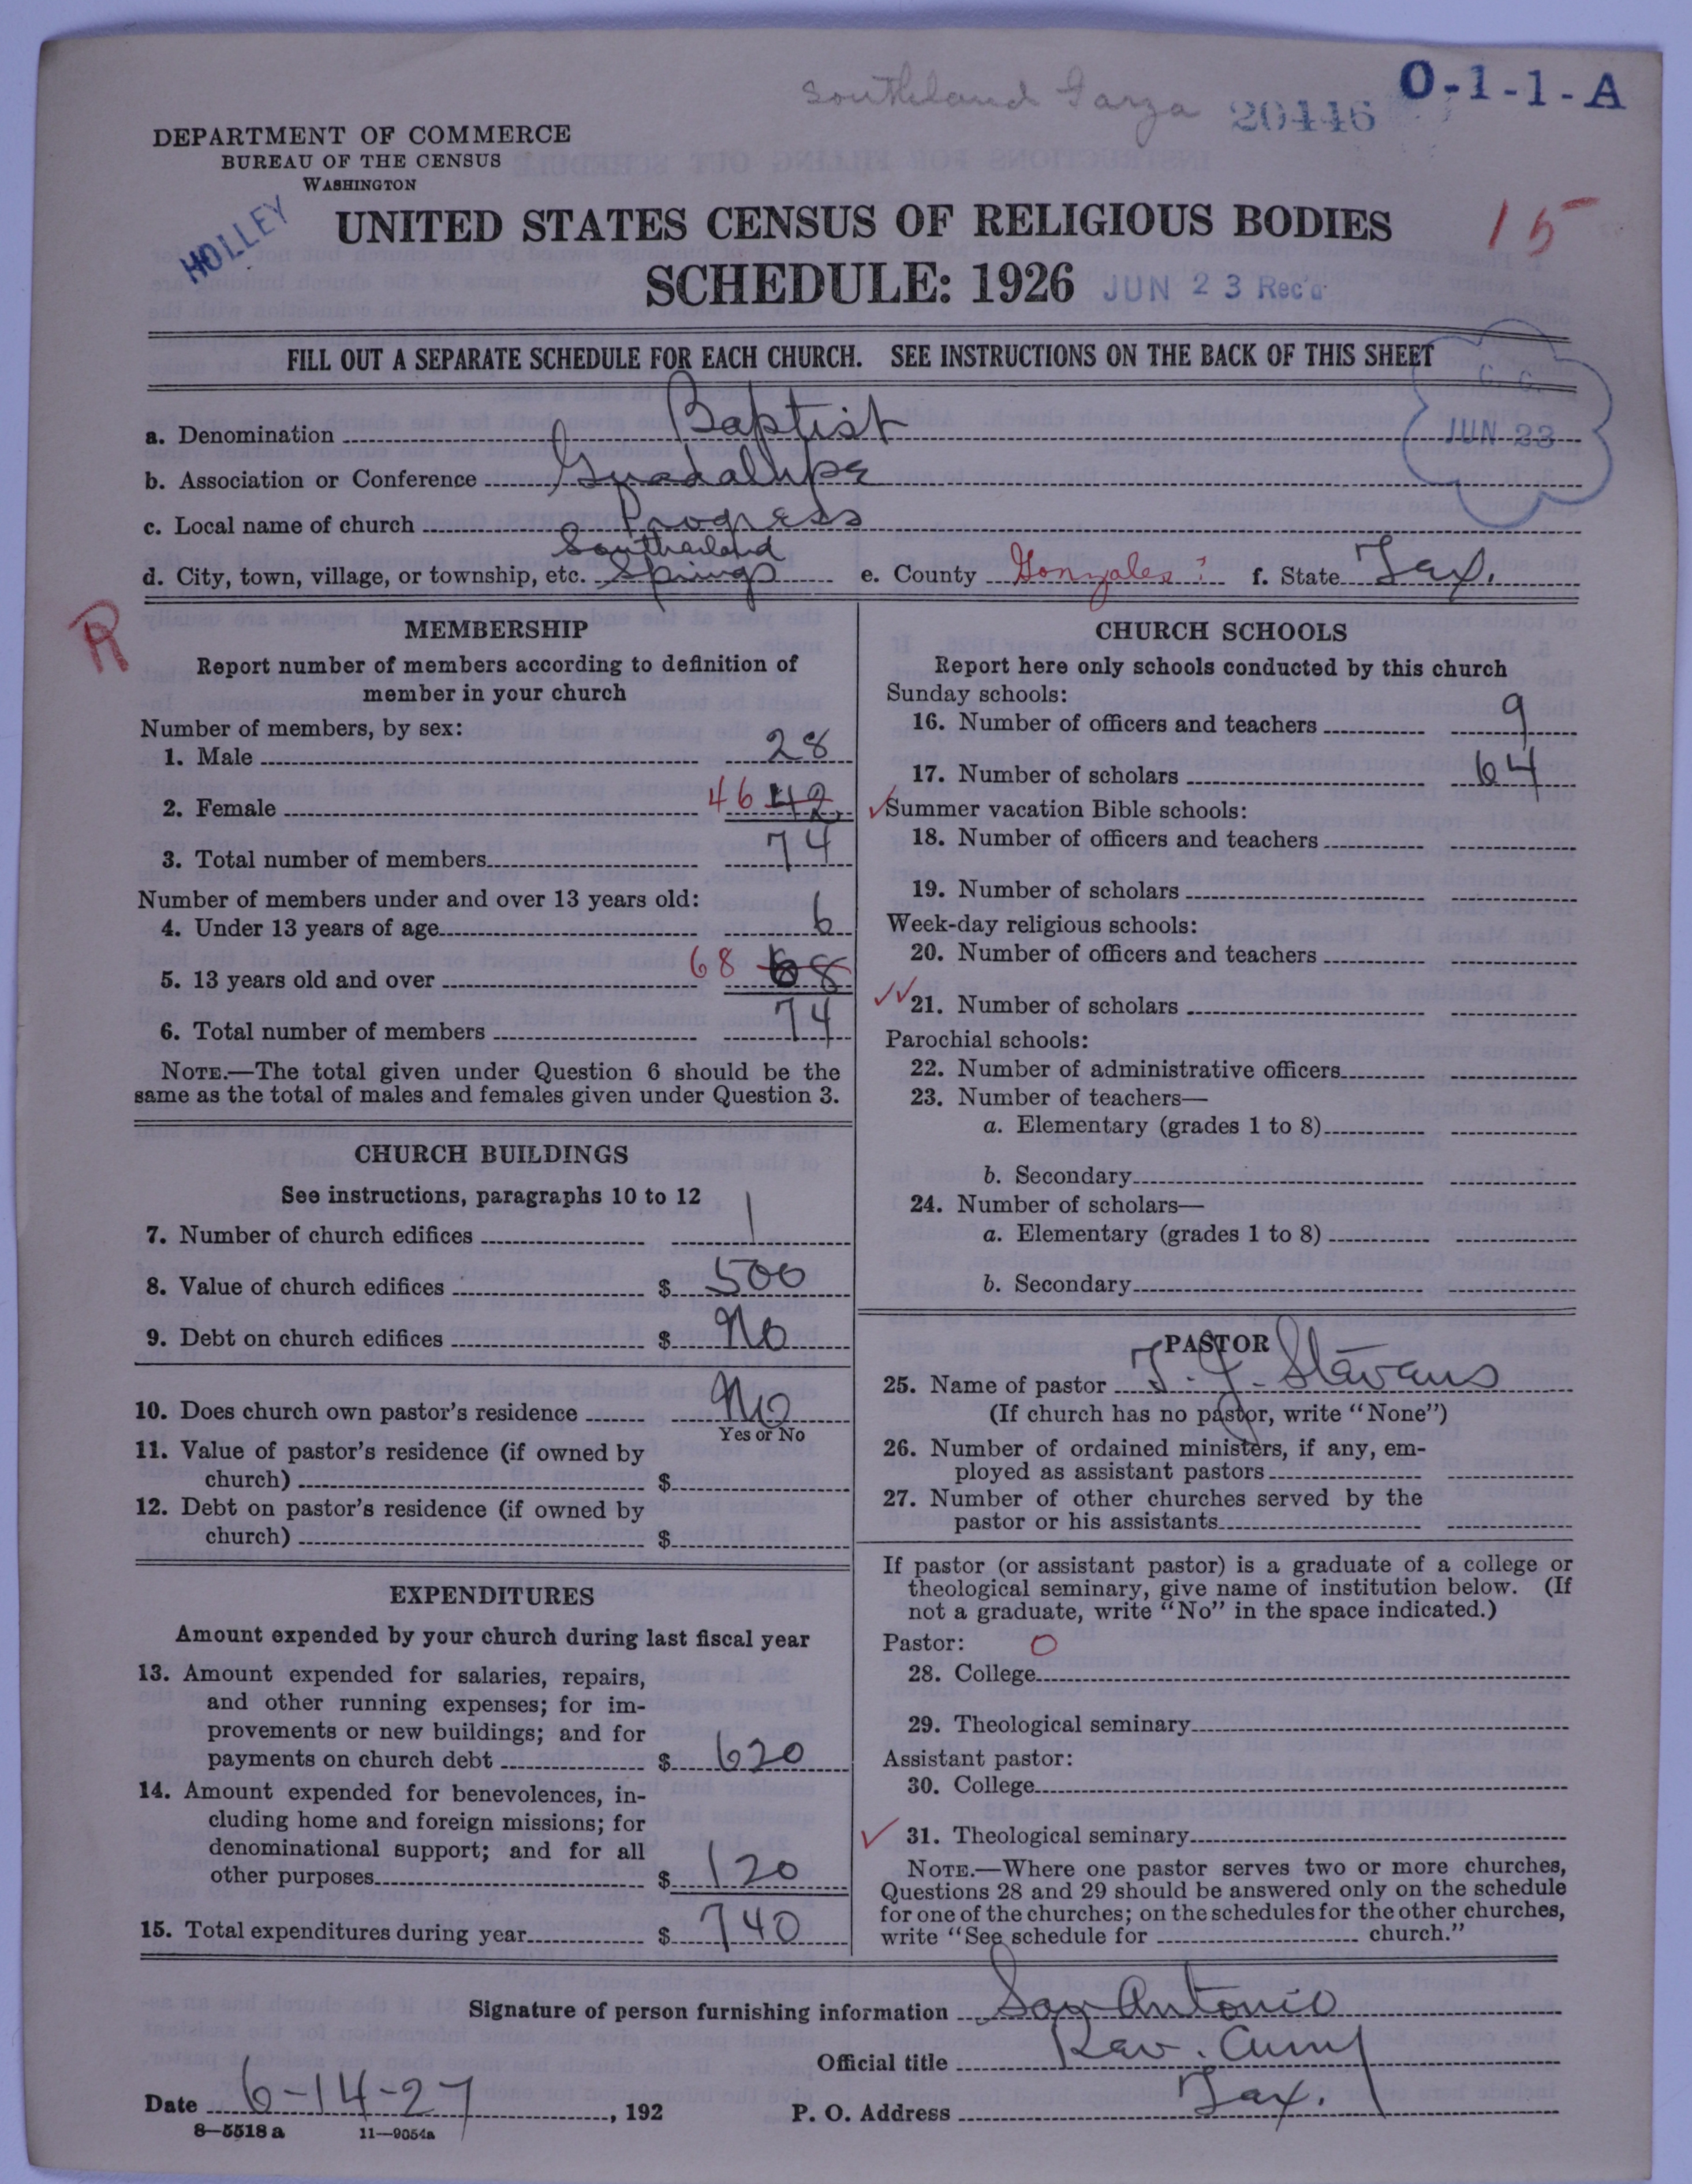 Southland Garza 20446 O-1-1-A
DEPARTMENT OF COMMERCE
BUREAU OF THE CENSUS
WASHINGTON
HOLLEY
UNITED STATES CENSUS OF RELIGIOUS BODIES 15
SCHEDULE: 1926 JUN 23 Rec'd
FILL OUT A SEPARATE SCHEDULE FOR EACH CHURCH. SEE INSTRUCTIONS ON THE BACK OF THIS SHEET
C. C.
JUN 23
a. Denomination Baptist
b. Association or Conference Guadalupe
c. Local name of church Progress
Southerland
d. City, town, village, or township, etc. Springs e. County Gonzales? f. State Tex.
R
MEMBERSHIP
Report number of members according to definition of
member in your church
Number of members, by sex:
1. Male 28
2. Female 46 42
3. Total number of members 74
Number of members under and over 13 years old:
4. Under 13 years of age 6
5. 13 years old and over 68 68
6. Total number of members 74
NOTE.—The total given under Question 6 should be the
same as the total of males and females given under Question 3.
CHURCH BUILDINGS
See instructions, paragraphs 10 to 12
7. Number of church edifices 1
8. Value of church edifices $ 500
9. Debt on church edifices $ No
10. Does church own pastor's residence No
Yes or No
11. Value of pastor's residence (if owned by
church) $
12. Debt on pastor's residence (if owned by
church) $
EXPENDITURES
Amount expended by your church during last fiscal year
13. Amount expended for salaries, repairs,
and other running expenses; for im-
provements or new buildings; and for
payments on church debt $ 620
14. Amount expended for benevolences, in-
cluding home and foreign missions; for
denominational support; and for all
other purposes $ 120
15. Total expenditures during year $ 740
CHURCH SCHOOLS
Report here only schools conducted by this church
Sunday schools:
16. Number of officers and teachers 9
17. Number of scholars 64
✓Summer vacation Bible schools:
18. Number of officers and teachers
19. Number of scholars
Week-day religious schools:
20. Number of officers and teachers
✓✓21. Number of scholars
Parochial schools:
22. Number of administrative officers
23. Number of teachers—
a. Elementary (grades 1 to 8)
b. Secondary
24. Number of scholars—
a. Elementary (grades 1 to 8)
b. Secondary
PASTOR
25. Name of pastor T. J. Stavans
(If church has no pastor, write "None")
26. Number of ordained ministers, if any, em-
ployed as assistant pastors
27. Number of other churches served by the
pastor or his assistants
If pastor (or assistant pastor) is a graduate of a college or
theological seminary, give name of institution below. (If
not a graduate, write "No" in the space indicated.)
Pastor: O
28. College
29. Theological seminary
Assistant pastor:
30. College
✓ 31. Theological seminary
NOTE.—Where one pastor serves two or more churches,
Questions 28 and 29 should be answered only on the schedule
for one of the churches; on the schedules for the other churches,
write "See schedule for church."
Signature of person furnishing information San Antonio
Official title Rev.
Date 6-14-27, 192 P. O. Address Tex.
8—5518a 11—9054a